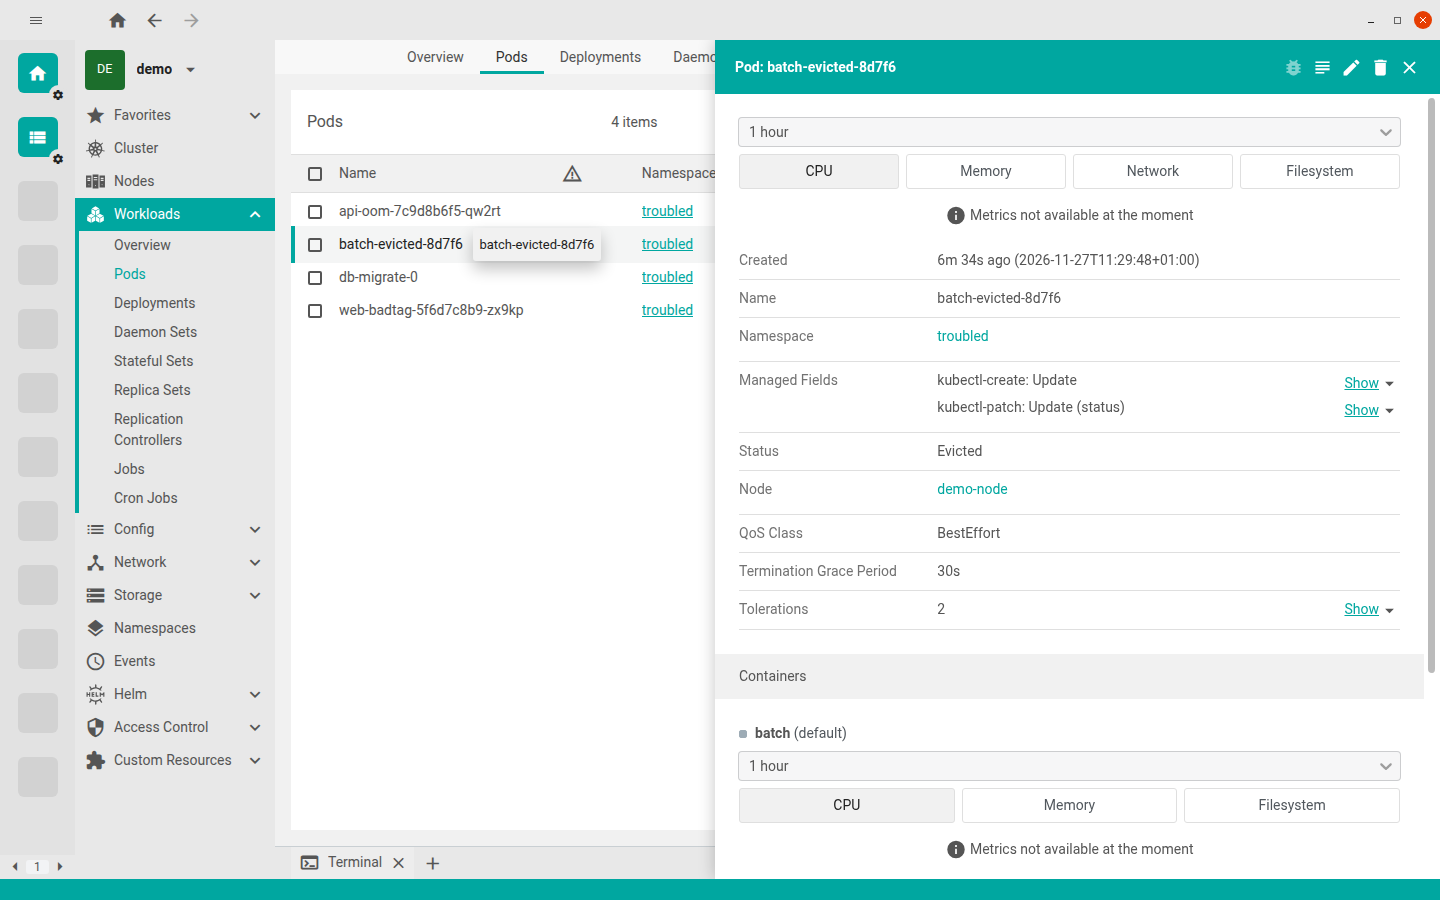 DE
demo
Favorites
Cluster
Nodes
Workloads
Overview
Pods
Deployments
Daemon Sets
Stateful Sets
Replica Sets
Replication
Controllers
Jobs
Cron Jobs
Config
Network
Storage
Namespaces
Events
HELM
Helm
Access Control
Custom Resources
1
Overview
Pods
Deployments
Daemo
Pods
4 items
Name
Namespace
api-oom-7c9d8b6f5-qw2rt
troubled
batch-evicted-8d7f6
batch-evicted-8d7f6
troubled
db-migrate-0
troubled
web-badtag-5f6d7c8b9-zx9kp
troubled
Terminal
Pod: batch-evicted-8d7f6
1 hour
CPU
Memory
Network
Filesystem
Metrics not available at the moment
Created
6m 34s ago (2026-11-27T11:29:48+01:00)
Name
batch-evicted-8d7f6
Namespace
troubled
Managed Fields
kubectl-create: Update
Show
kubectl-patch: Update (status)
Show
Status
Evicted
Node
demo-node
QoS Class
BestEffort
Termination Grace Period
30s
Tolerations
2
Show
Containers
batch (default)
1 hour
CPU
Memory
Filesystem
Metrics not available at the moment